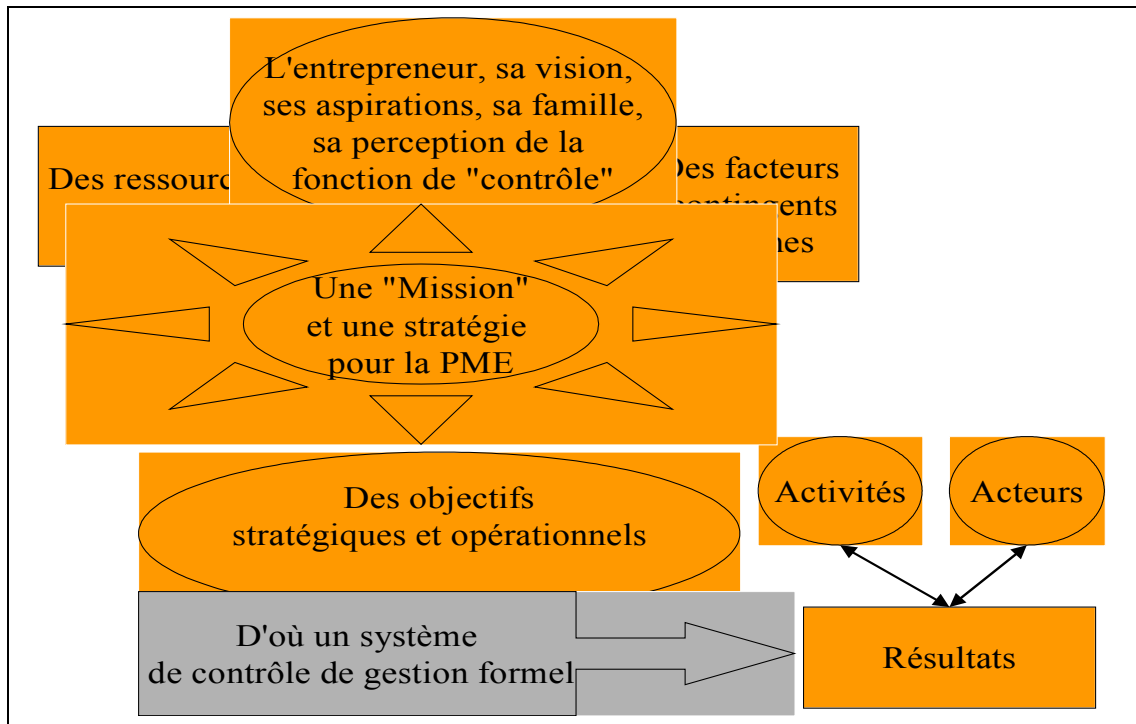 L'entrepreneur, sa vision,
ses aspirations, sa famille,
sa perception de la
fonction de "contrôle"
Des
Des facteurs
contingents
Une "Mission"
et une stratégie
pour la PME
Des objectifs
stratégiques et opérationnels
Activités
Acteurs
D'où un système
de contrôle de gestion formel
Résultats